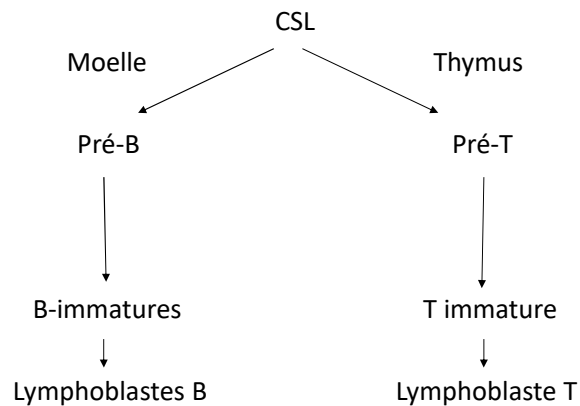 CSL
Moelle
Thymus
Pré-B
Pré-T
B-immatures
T immature
Lymphoblastes B
Lymphoblaste T